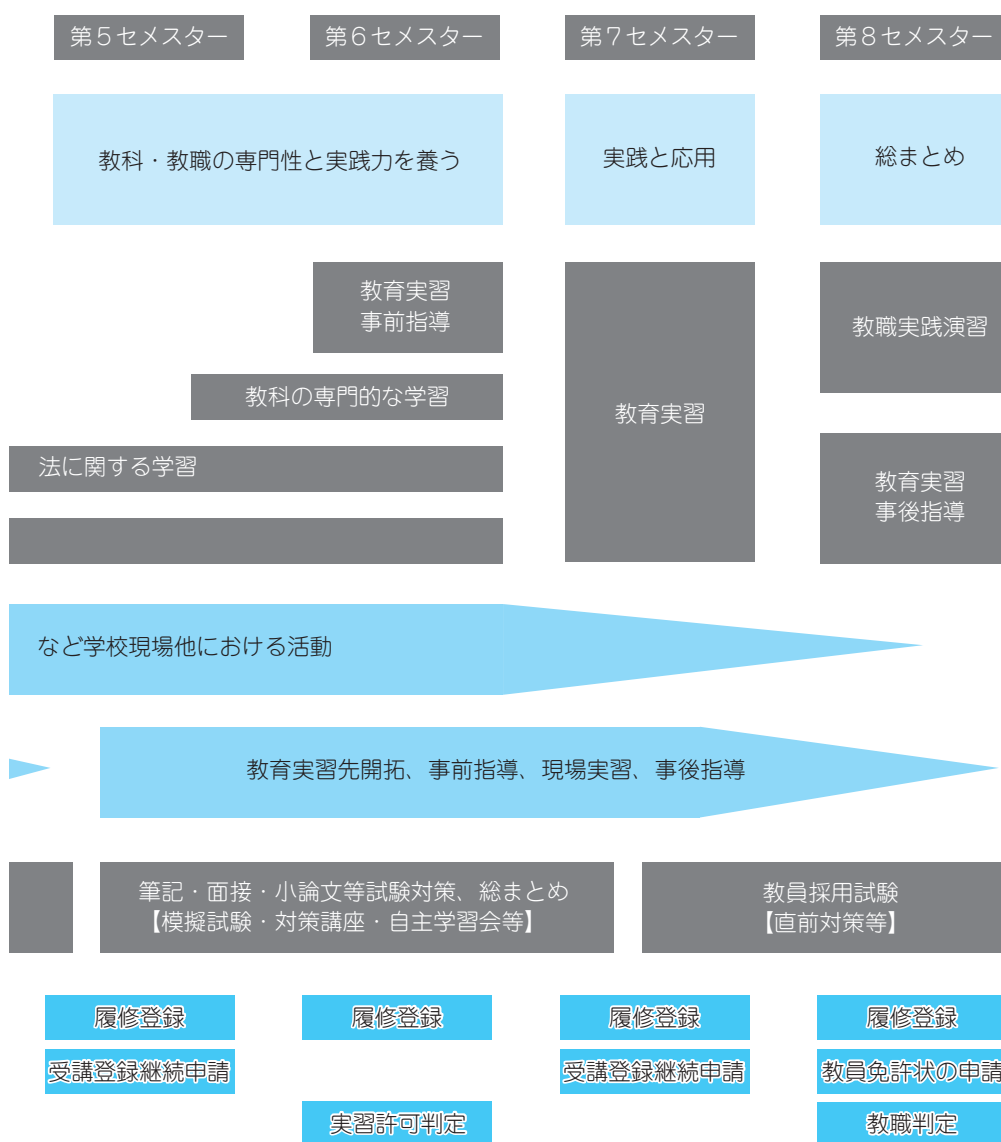 第５セメスター
第６セメスター
第７セメスター
第８セメスター
教科・教職の専門性と実践力を養う
実践と応用
総まとめ
教育実習
事前指導
教科の専門的な学習
法に関する学習
教育実習
教職実践演習
教育実習
事後指導
など学校現場他における活動
教育実習先開拓、事前指導、現場実習、事後指導
筆記・面接・小論文等試験対策、総まとめ
【模擬試験・対策講座・自主学習会等】
教員採用試験
【直前対策等】
履修登録
履修登録
履修登録
履修登録
受講登録継続申請
受講登録継続申請
教員免許状の申請
実習許可判定
教職判定